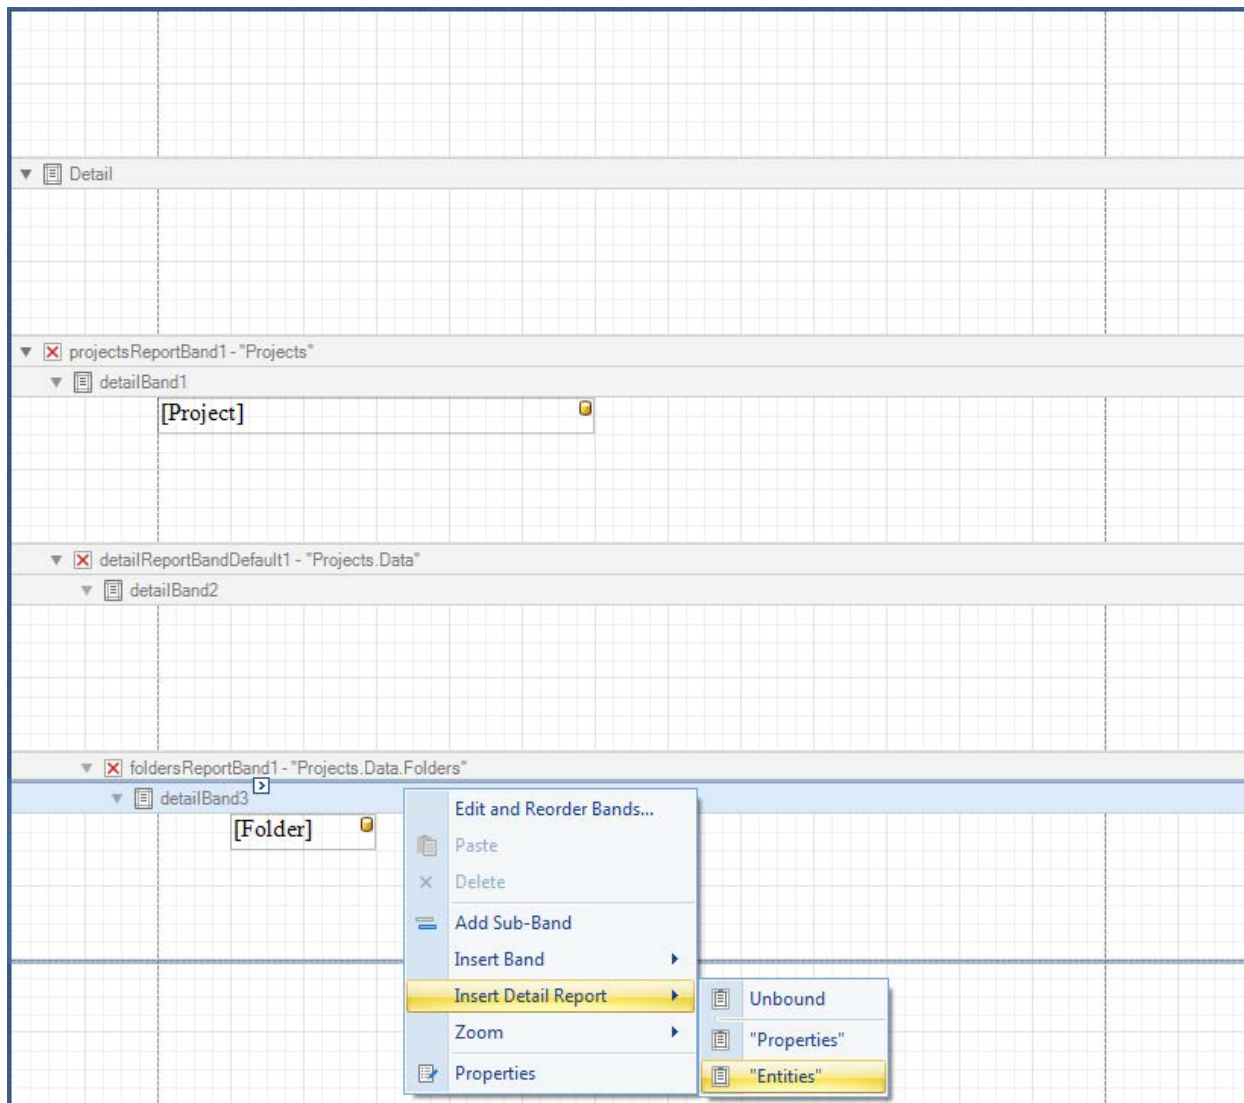 Detail
projectsReportBand1 - "Projects"
detailBand1
[Project]
detailReportBandDefault1 - "Projects.Data"
detailBand2
foldersReportBand1 - "Projects.Data.Folders"
detailBand3
[Folder]
Edit and Reorder Bands...
Paste
Delete
Add Sub-Band
Insert Band
Insert Detail Report
Zoom
Properties
Unbound
"Properties"
"Entities"